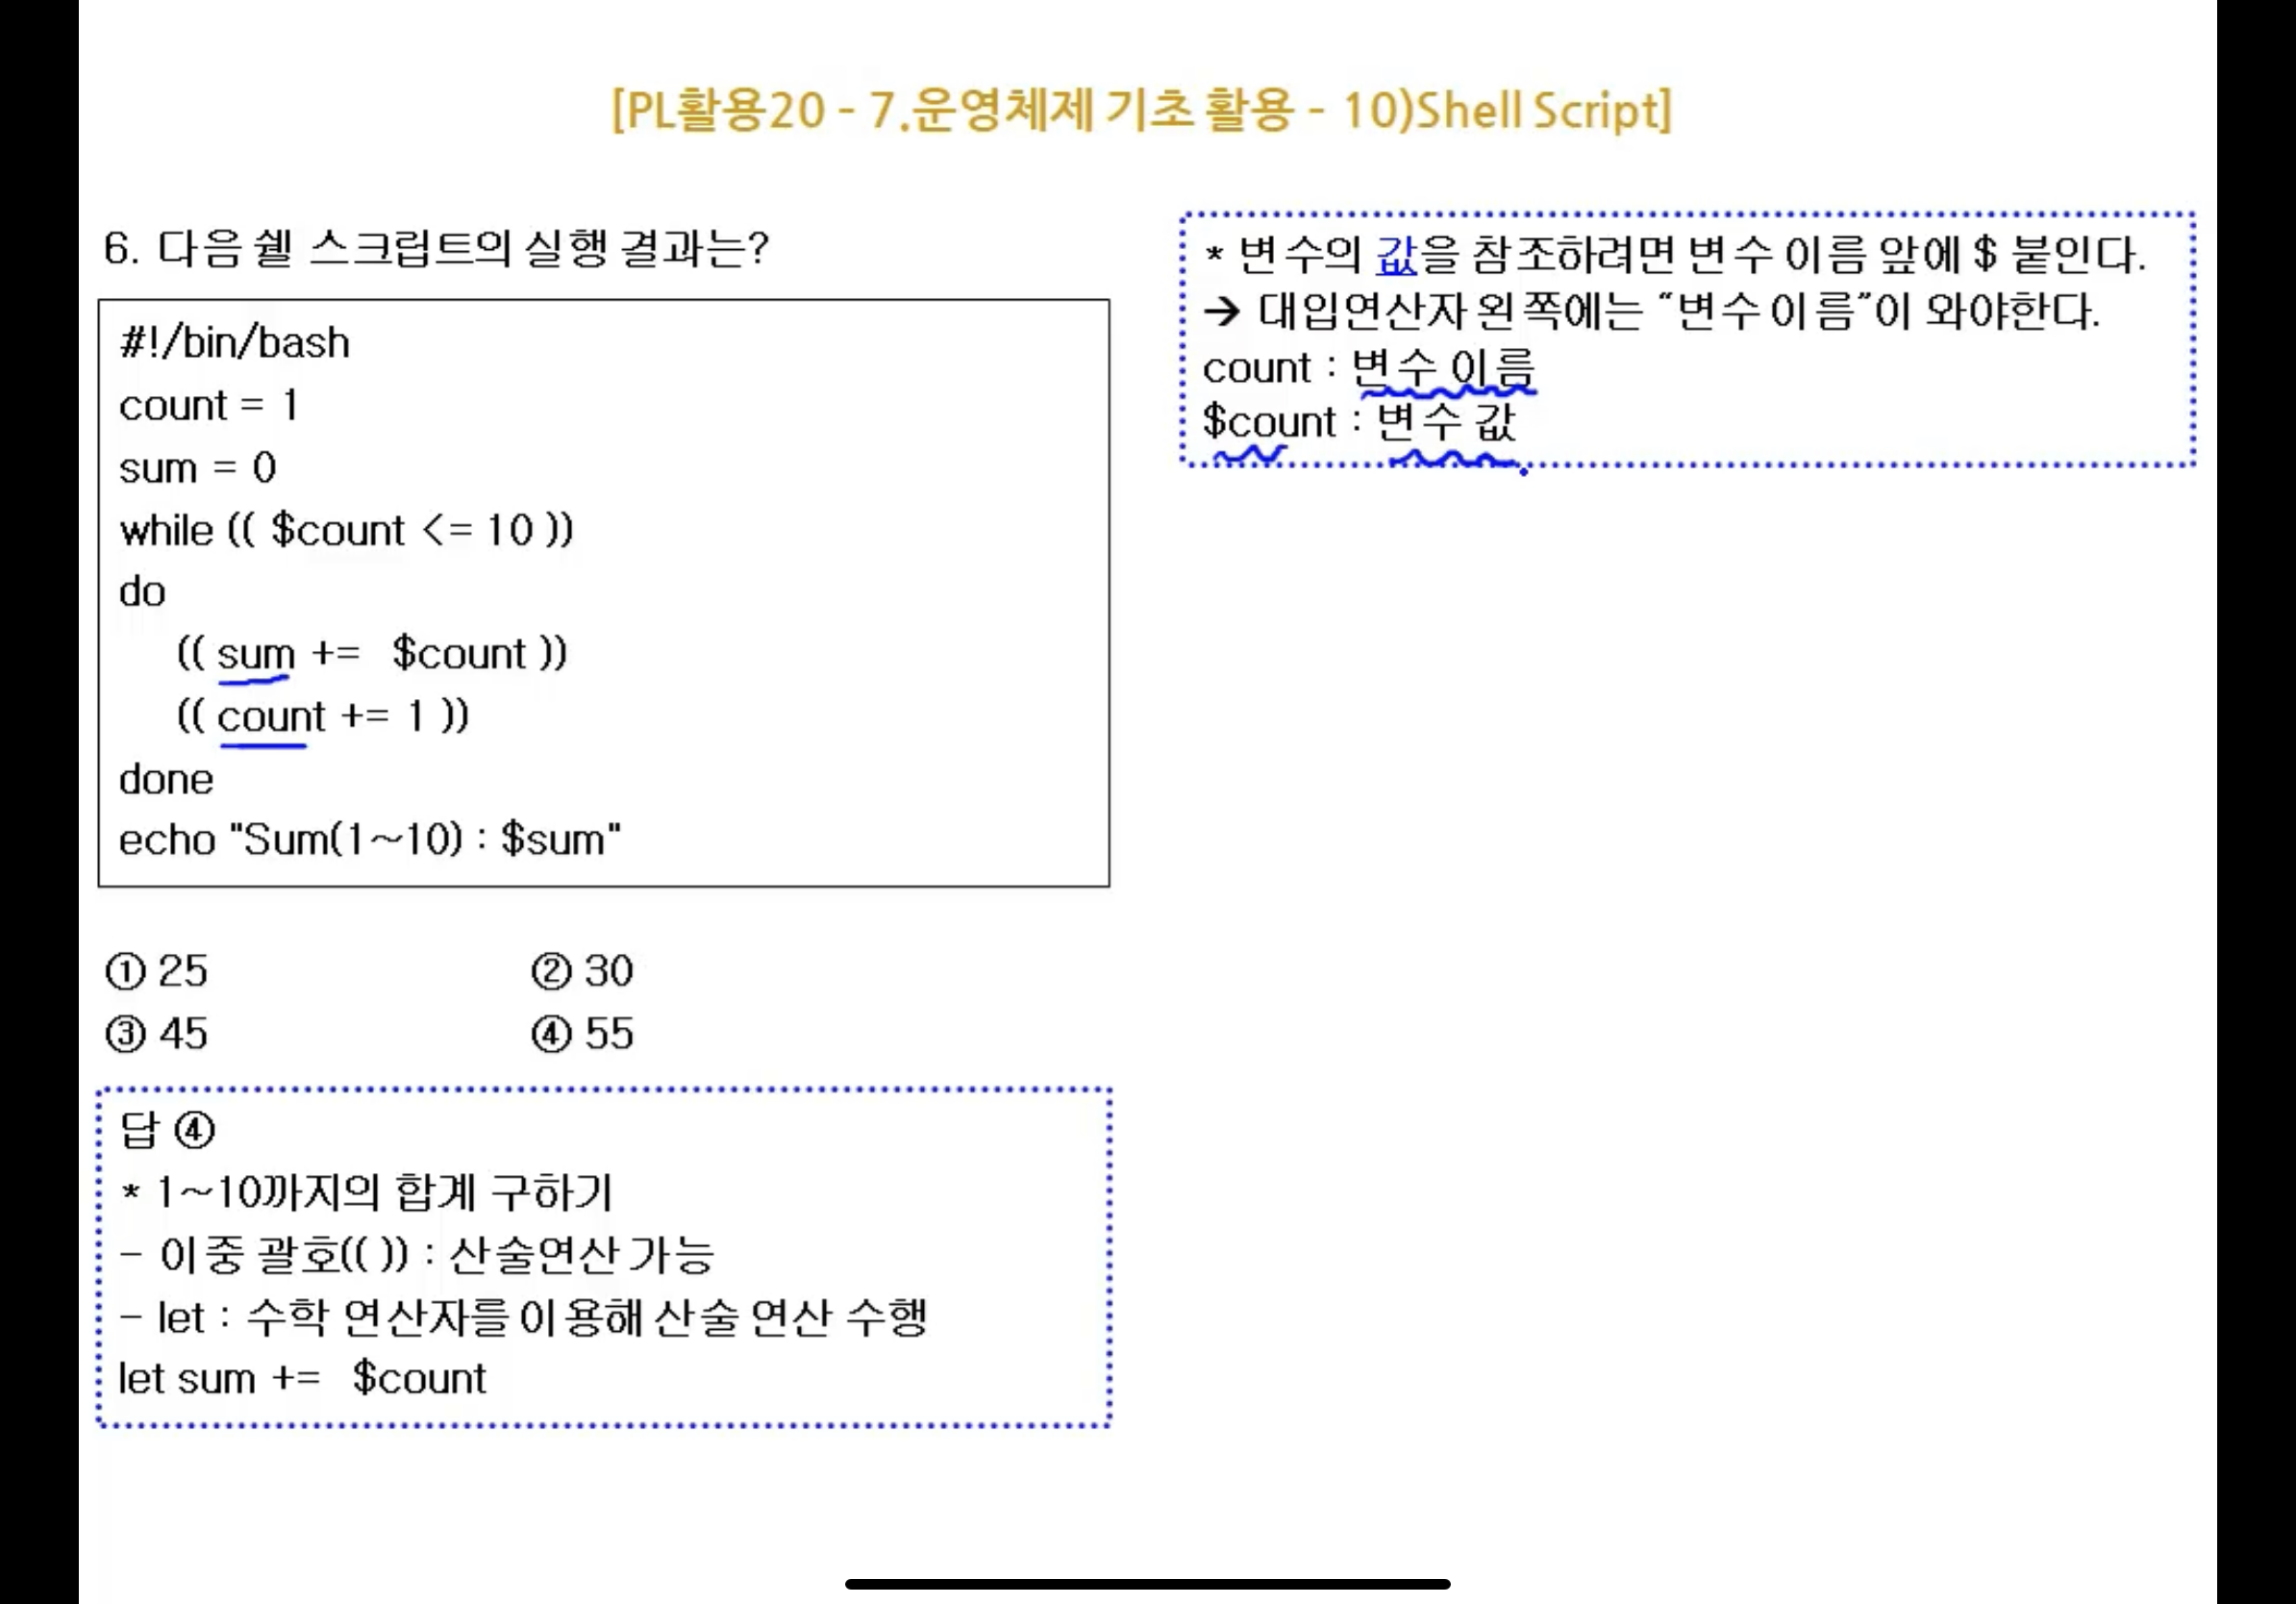 [PL활용20 - 7.운영체제 기초 활용 - 10)Shell Script]
6. 다음 쉘 스크립트의 실행 결과는?
#!/bin/bash
count = 1
sum = 0
while (( $count <= 10 ))
do
(( sum += $count ))
(( count += 1 ))
done
echo "Sum(1~10) : $sum"
① 25 ② 30
③ 45 ④ 55
답 ④
* 1~10까지의 합계 구하기
- 이중 괄호(( )) : 산술연산 가능
- let : 수학 연산자를 이용해 산술 연산 수행
let sum += $count
* 변수의 값을 참조하려면 변수 이름 앞에 $ 붙인다.
→ 대입연산자 왼쪽에는 “변수 이름”이 와야한다.
count : 변수 이름
$count : 변수 값